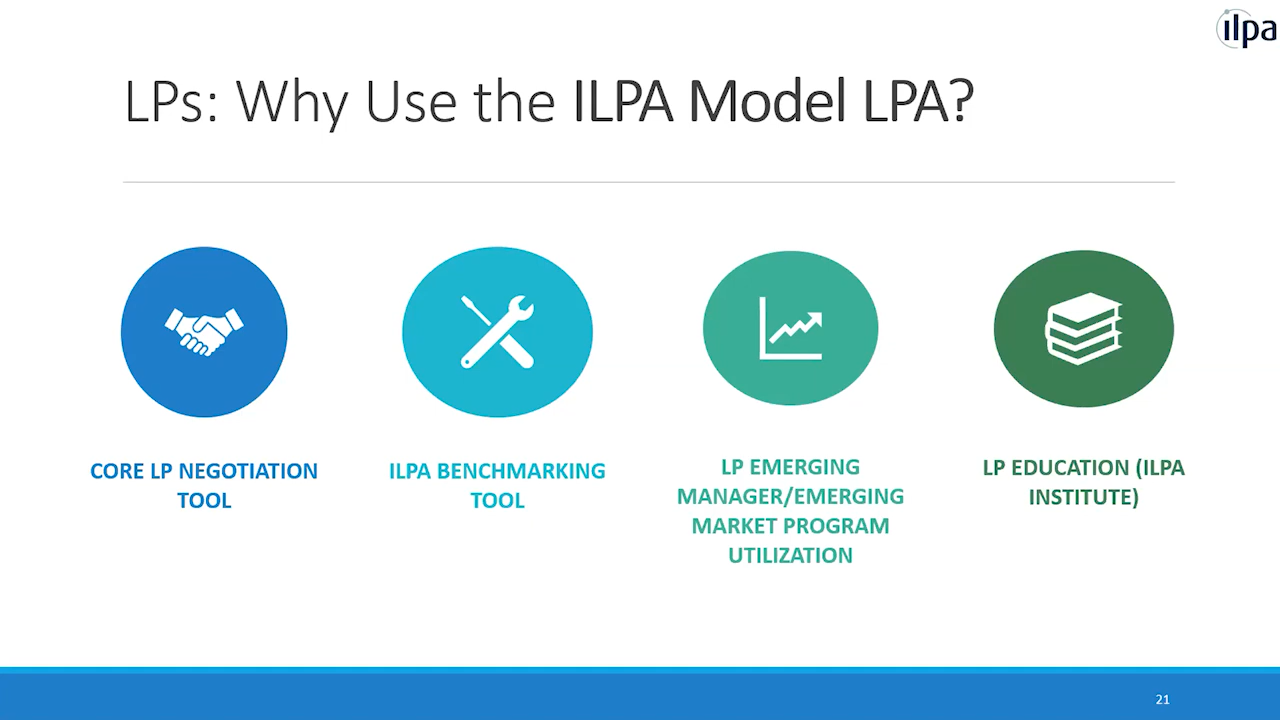 ilpa
LPs: Why Use the ILPA Model LPA?
CORE LP NEGOTIATION
TOOL
ILPA BENCHMARKING
TOOL
LP EMERGING
MANAGER/EMERGING
MARKET PROGRAM
UTILIZATION
LP EDUCATION (ILPA
INSTITUTE)
21